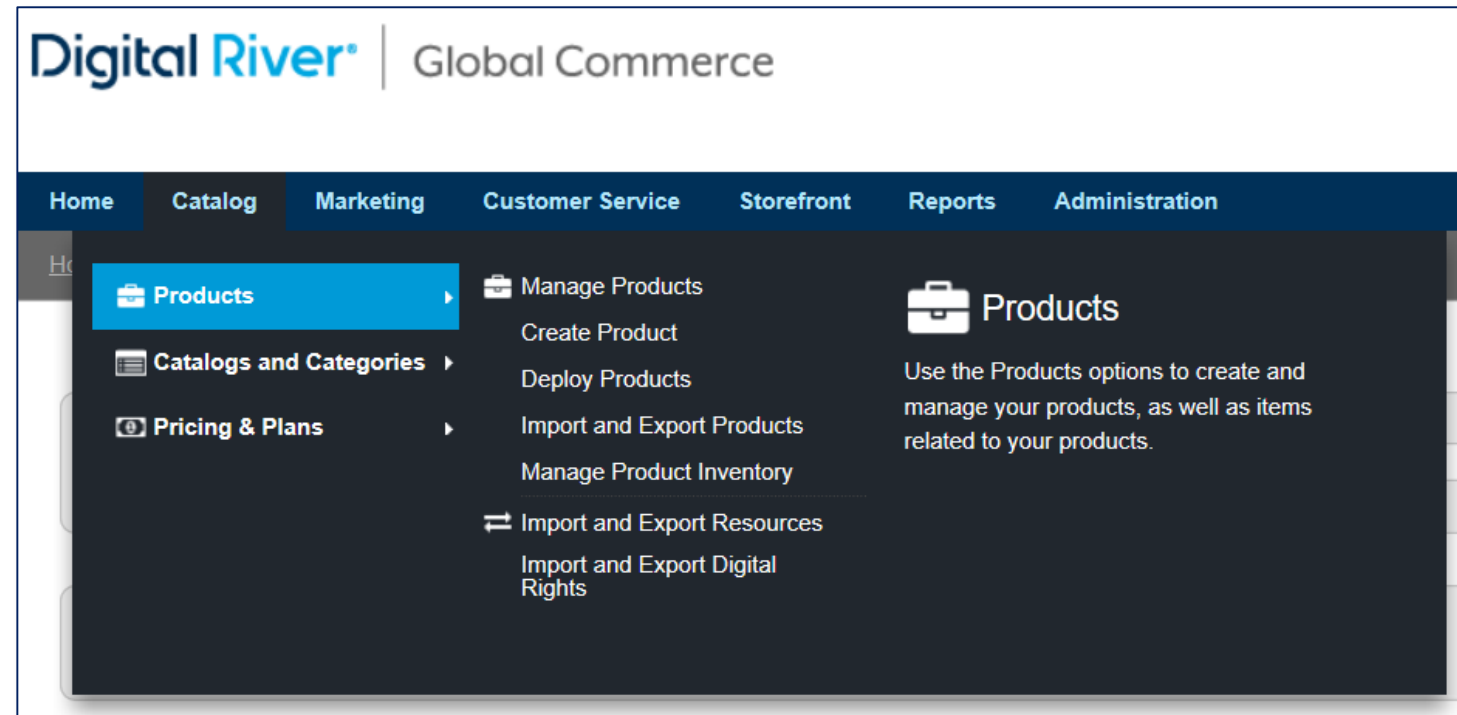 Digital River® | Global Commerce
Home Catalog Marketing Customer Service Storefront Reports Administration
Products
Catalogs and Categories
Pricing & Plans
Manage Products
Create Product
Deploy Products
Import and Export Products
Manage Product Inventory
Import and Export Resources
Import and Export Digital
Rights
Products
Use the Products options to create and
manage your products, as well as items
related to your products.